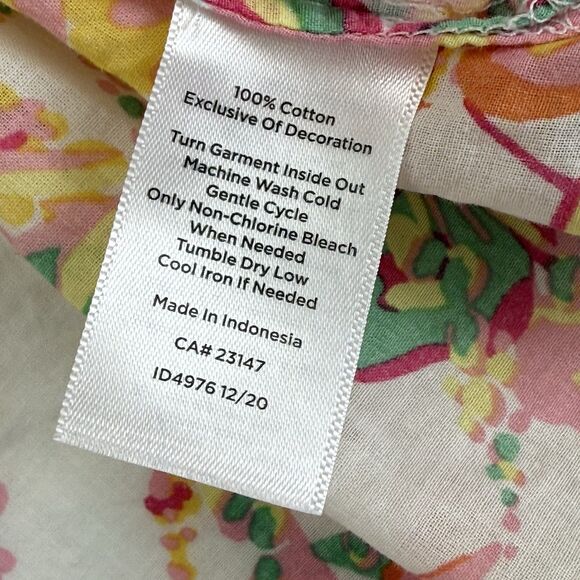 100% Cotton
Exclusive Of Decoration
Turn Garment Inside Out
Machine Wash Cold
Gentle Cycle
Only Non-Chlorine Bleach
When Needed
Tumble Dry Low
Cool Iron If Needed
Made In Indonesia
CA# 23147
ID4976 12/20